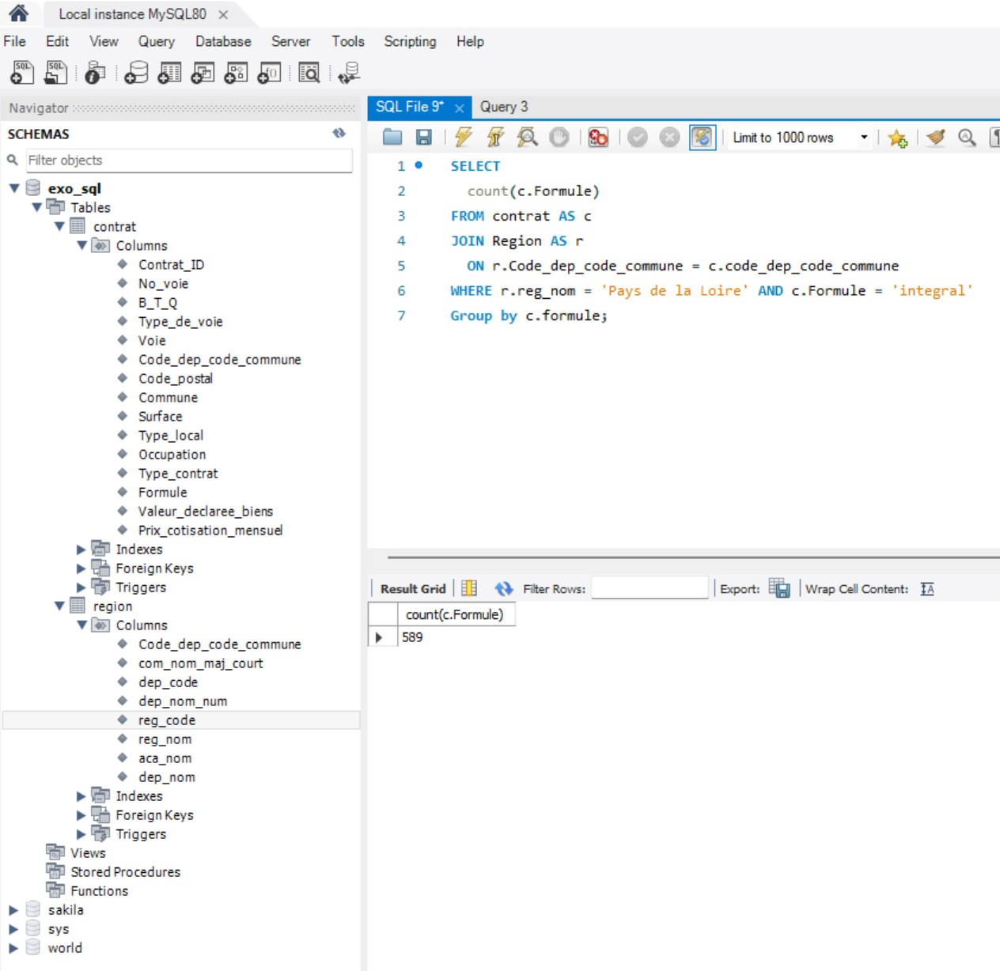 Local instance MySQL80
File Edit View Query Database Server Tools Scripting Help
Navigator
SCHEMAS
Filter objects
exo_sql
Tables
contrat
Columns
Contrat_ID
No_voie
B_T_Q
Type_de_voie
Voie
Code_dep_code_commune
Code_postal
Commune
Surface
Type_local
Occupation
Type_contrat
Formule
Valeur_declaree_biens
Prix_cotisation_mensuel
Indexes
Foreign Keys
Triggers
region
Columns
Code_dep_code_commune
com_nom_maj_court
dep_code
dep_nom_num
reg_code
reg_nom
aca_nom
dep_nom
Indexes
Foreign Keys
Triggers
Views
Stored Procedures
Functions
sakila
sys
world
SQL File 9* Query 3
Limit to 1000 rows
1 SELECT
2 count(c.Formule)
3 FROM contrat AS c
4 JOIN Region AS r
5 ON r.Code_dep_code_commune = c.code_dep_code_commune
6 WHERE r.reg_nom = 'Pays de la Loire' AND c.Formule = 'integral'
7 Group by c.formule;
Result Grid Filter Rows: Export: Wrap Cell Content:
count(c.Formule)
589